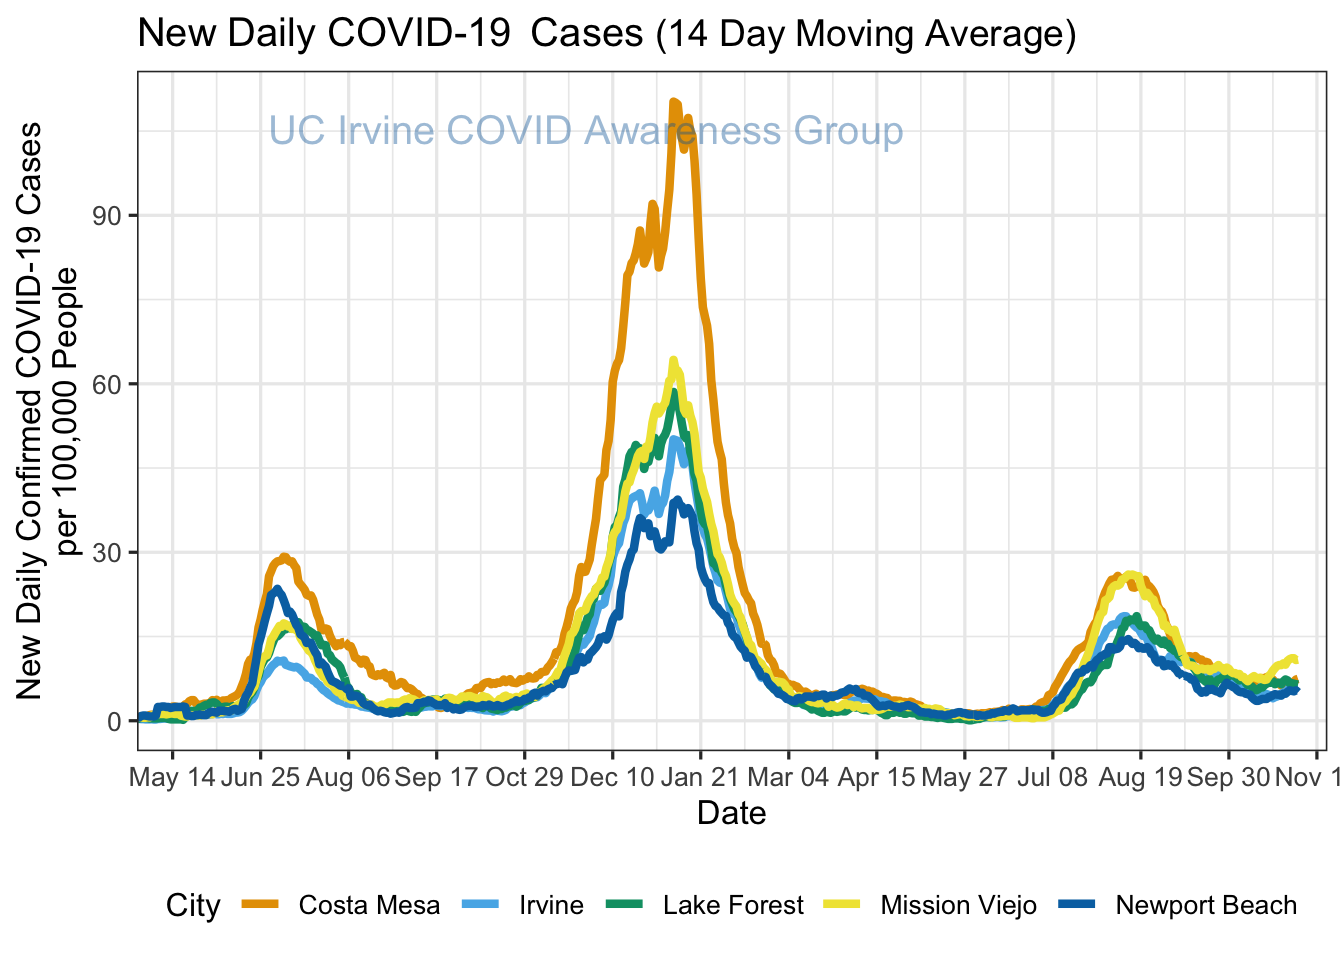 New Daily COVID-19 Cases (14 Day Moving Average)
UC Irvine COVID Awareness Group
New Daily Confirmed COVID-19 Cases
per 100,000 People
90
60
30
0
May 14 Jun 25 Aug 06 Sep 17 Oct 29 Dec 10 Jan 21 Mar 04 Apr 15 May 27 Jul 08 Aug 19 Sep 30 Nov 1
Date
City Costa Mesa Irvine Lake Forest Mission Viejo Newport Beach